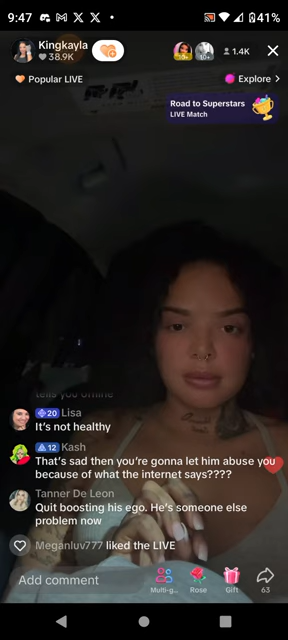 9:47
41%
Kingkayla
38.9K
1.4K
Popular LIVE
Explore >
Road to Superstars
LIVE Match
tells you online
20 Lisa
It's not healthy
12 Kash
That's sad then you're gonna let him abuse you
because of what the internet says????
Tanner De Leon
Quit boosting his ego. He's someone else
problem now
Meganluv777 liked the LIVE
Add comment
Multi-g...
Rose
Gift
63